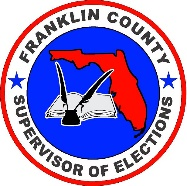 FRANKLIN COUNTY
SUPERVISOR OF ELECTIONS